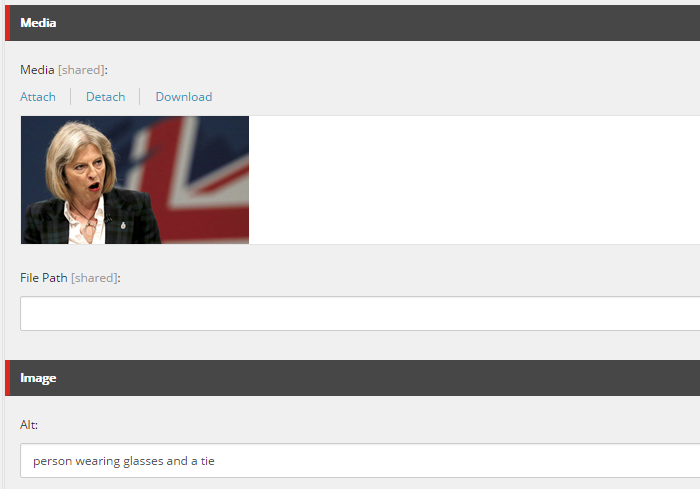 Media
Media [shared]:
Attach Detach Download
File Path [shared]:
Image
Alt:
person wearing glasses and a tie